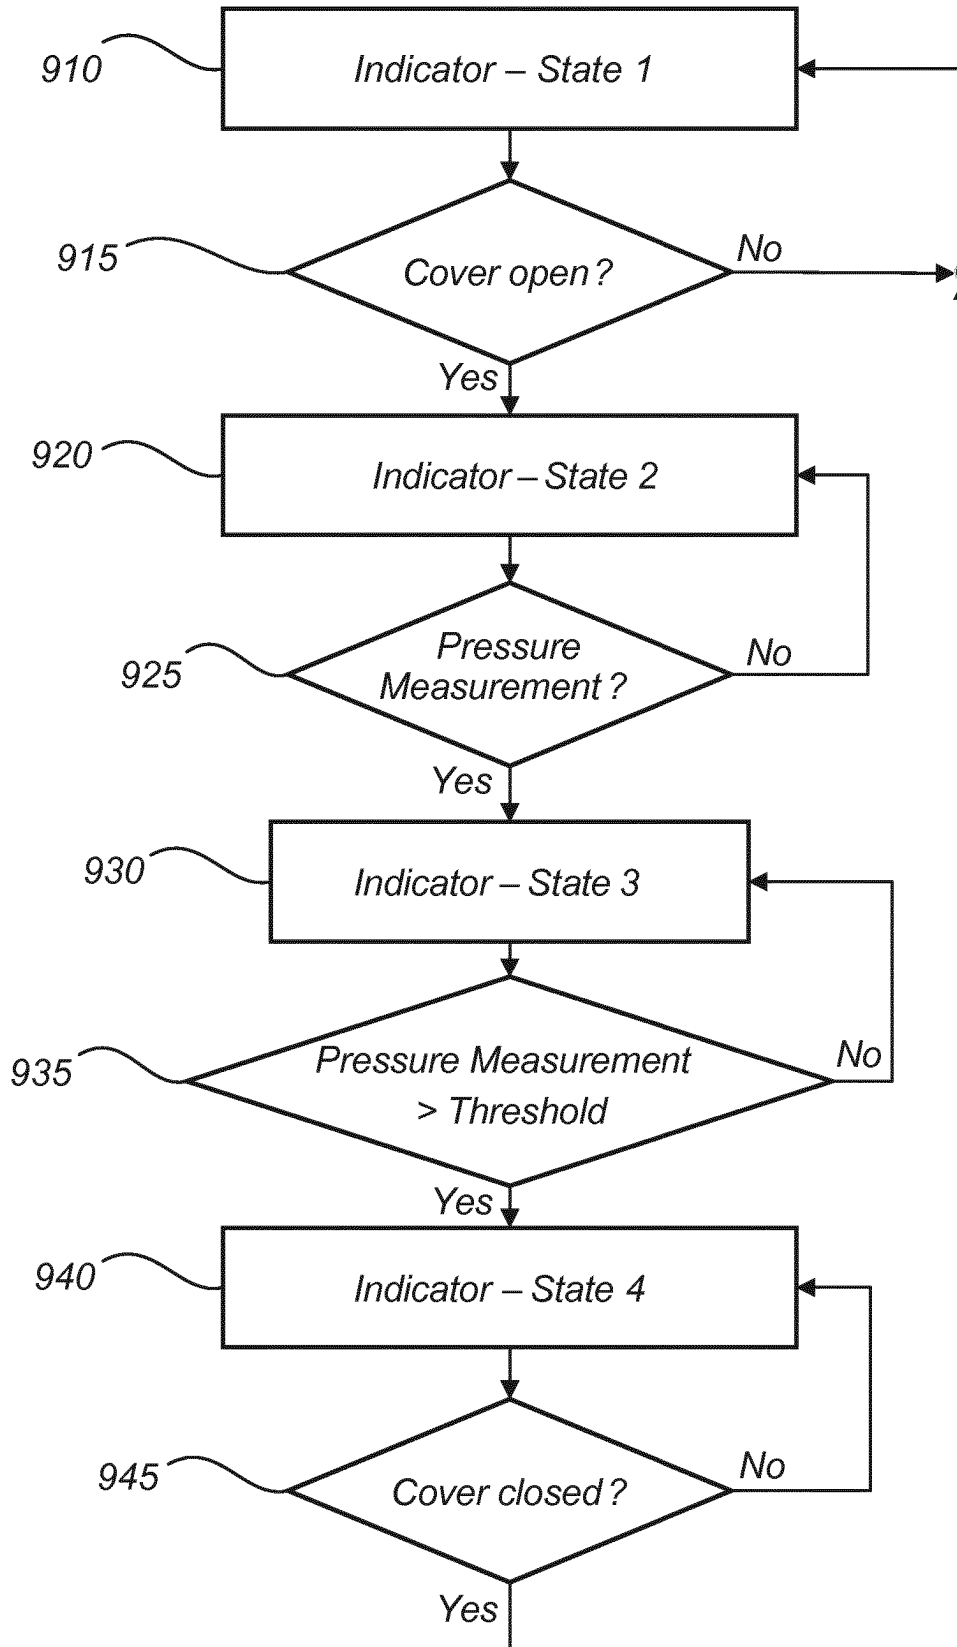 910
Indicator – State 1
915
Cover open?
No
Yes
920
Indicator – State 2
925
Pressure
Measurement?
No
Yes
930
Indicator – State 3
935
Pressure Measurement
> Threshold
No
Yes
940
Indicator – State 4
945
Cover closed?
No
Yes